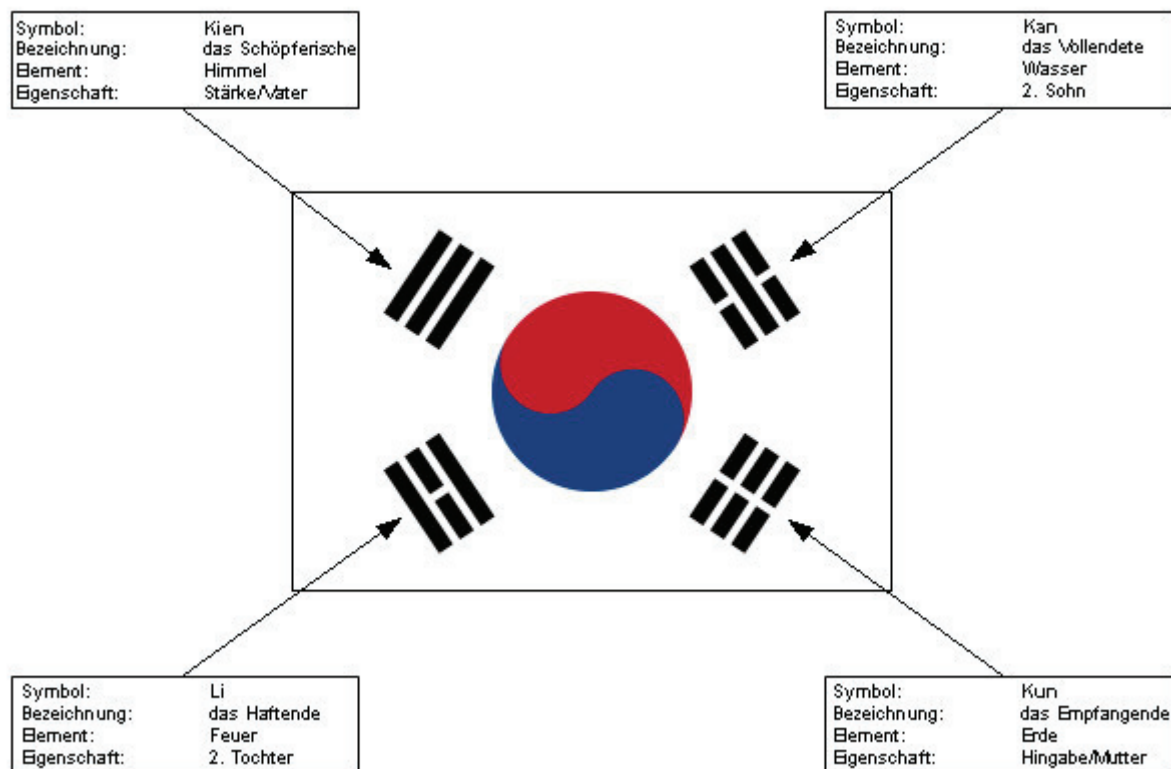 Symbol: Kien
Bezeichnung: das Schöpferische
Element: Himmel
Eigenschaft: Stärke/Vater
Symbol: Kan
Bezeichnung: das Vollendete
Element: Wasser
Eigenschaft: 2. Sohn
Symbol: Li
Bezeichnung: das Haftende
Element: Feuer
Eigenschaft: 2. Tochter
Symbol: Kun
Bezeichnung: das Empfangende
Element: Erde
Eigenschaft: Hingabe/Mutter